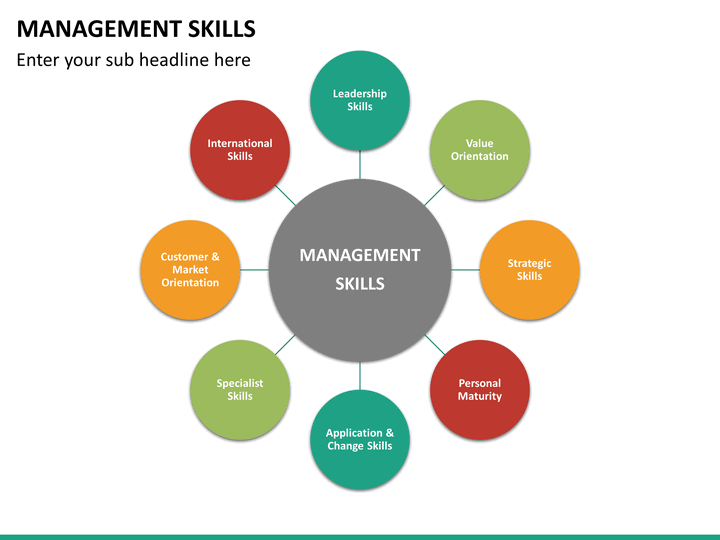 MANAGEMENT SKILLS
Enter your sub headline here
Leadership
Skills
Value
Orientation
Strategic
Skills
Personal
Maturity
Application &
Change Skills
Specialist
Skills
Customer &
Market
Orientation
International
Skills
MANAGEMENT
SKILLS